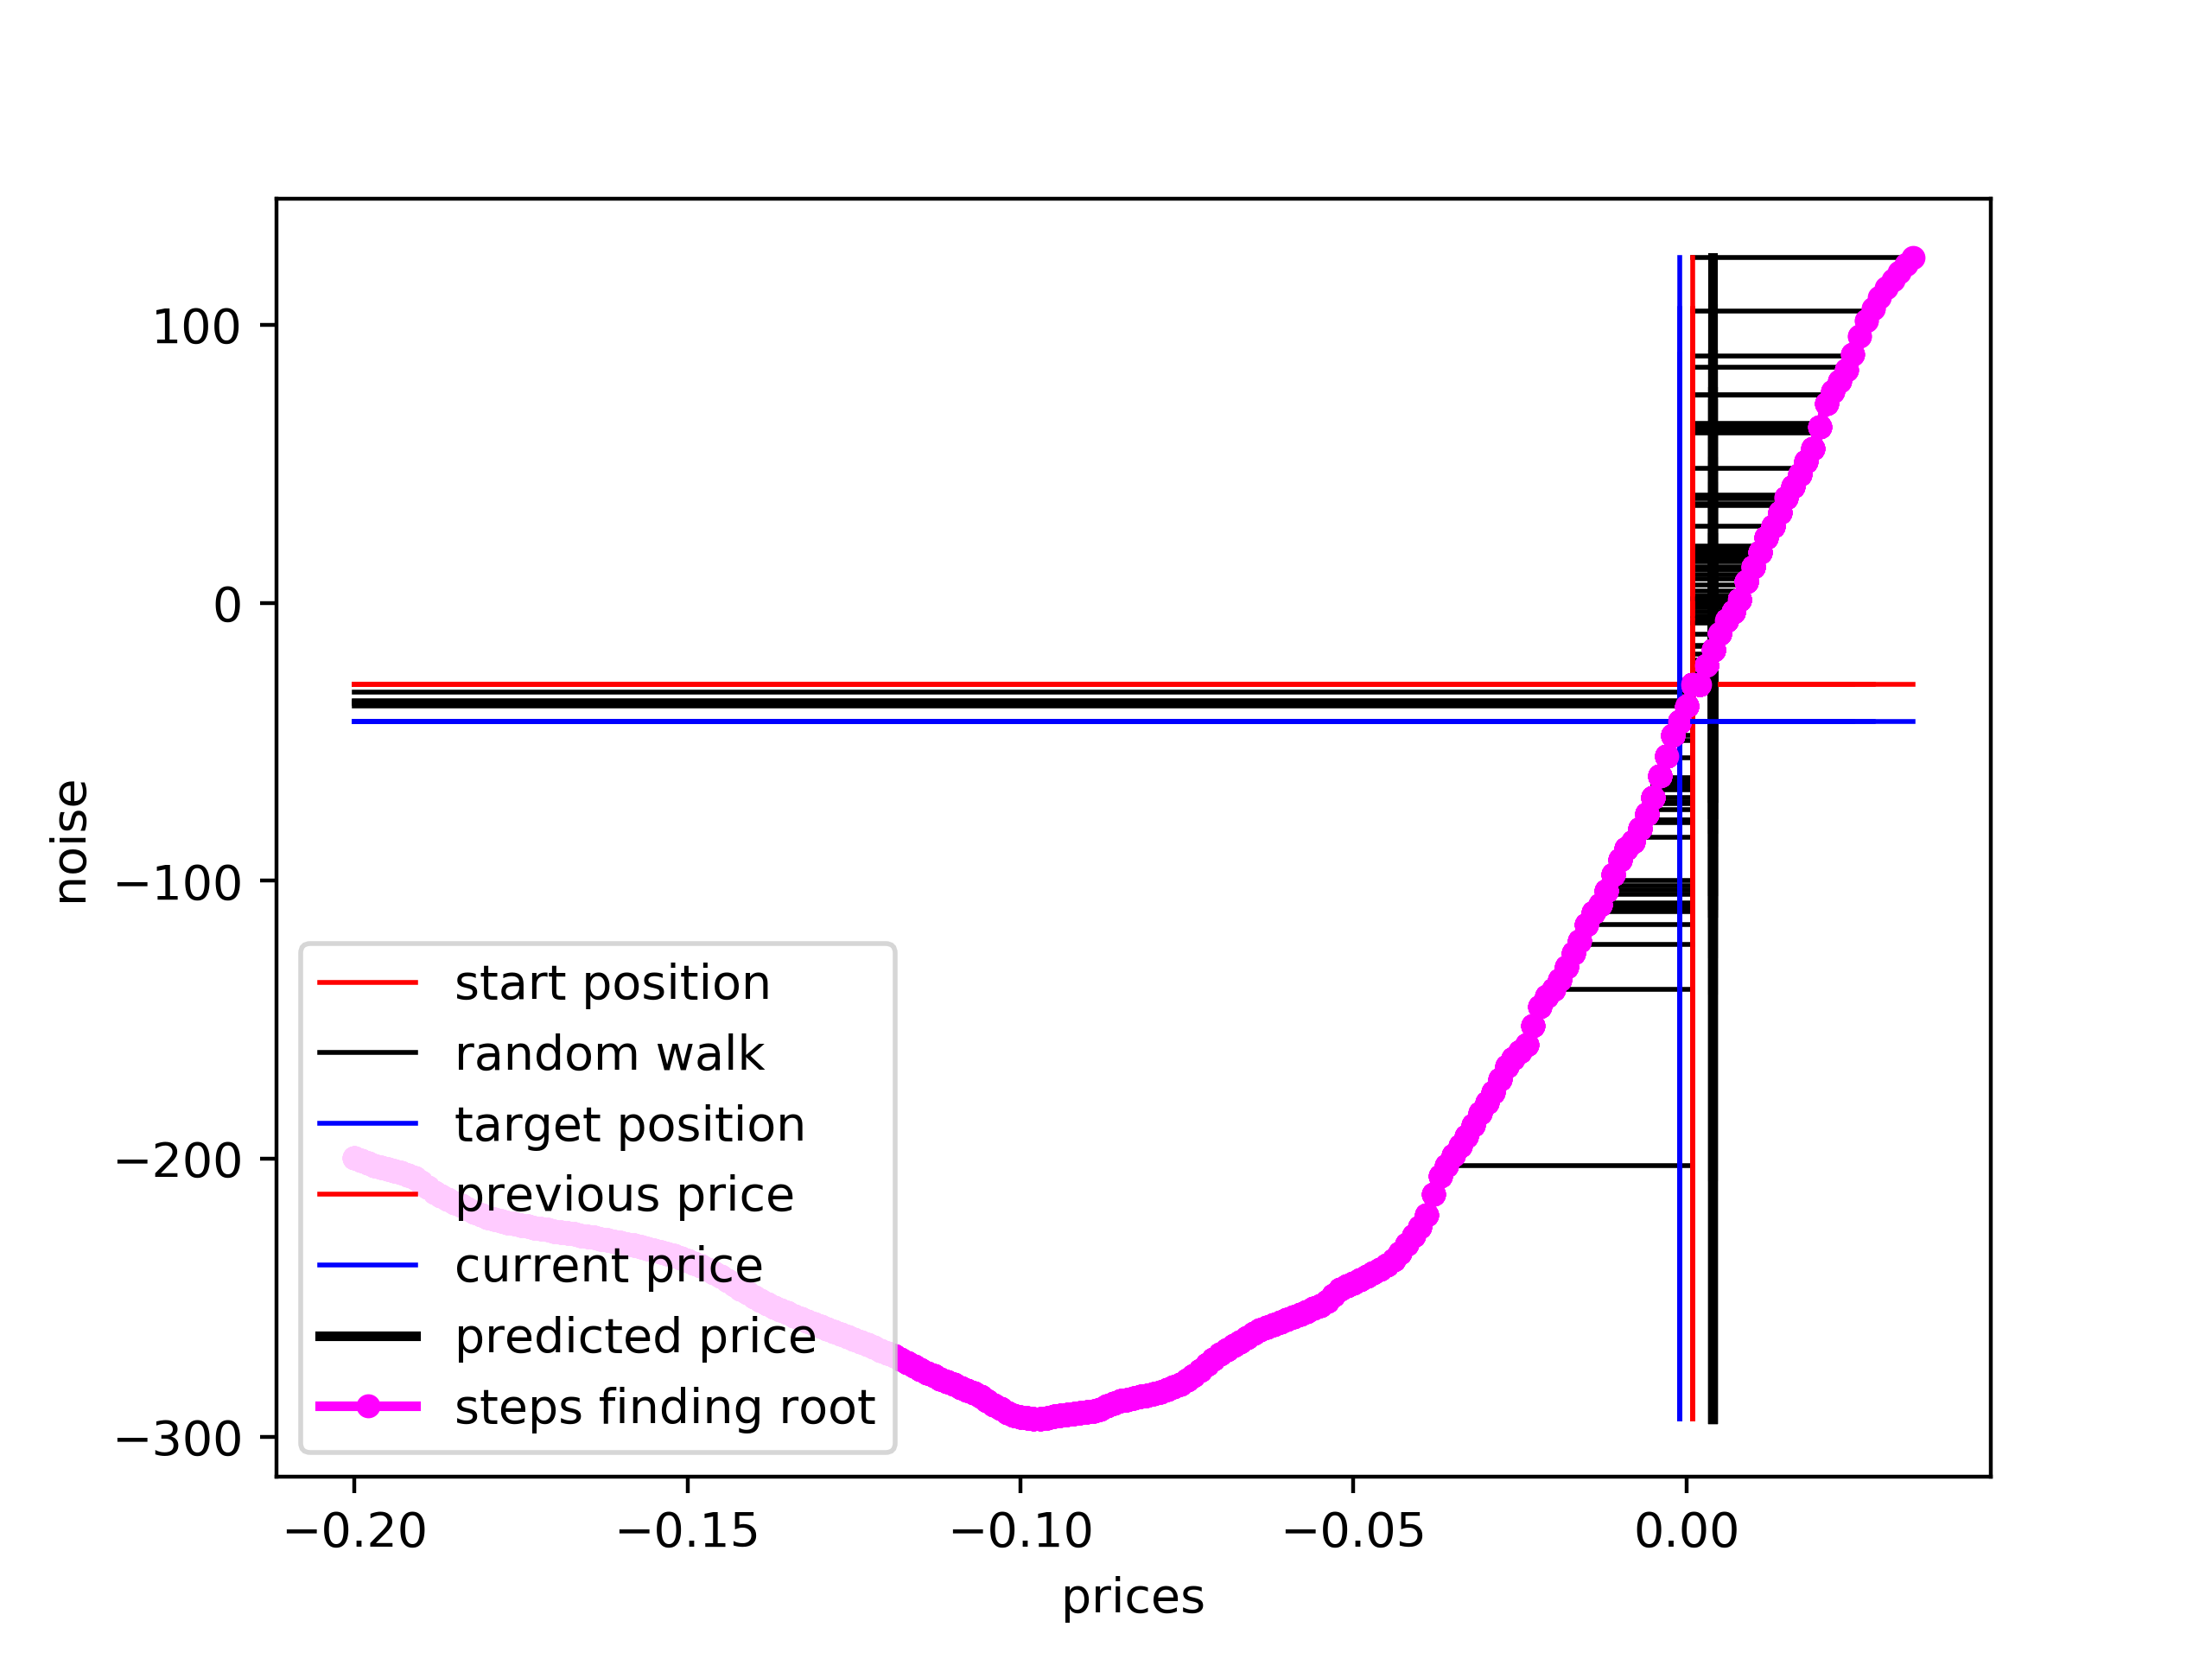 100
0
−100
−200
−300
noise
start position
random walk
target position
previous price
current price
predicted price
steps finding root
−0.20
−0.15
−0.10
−0.05
0.00
prices